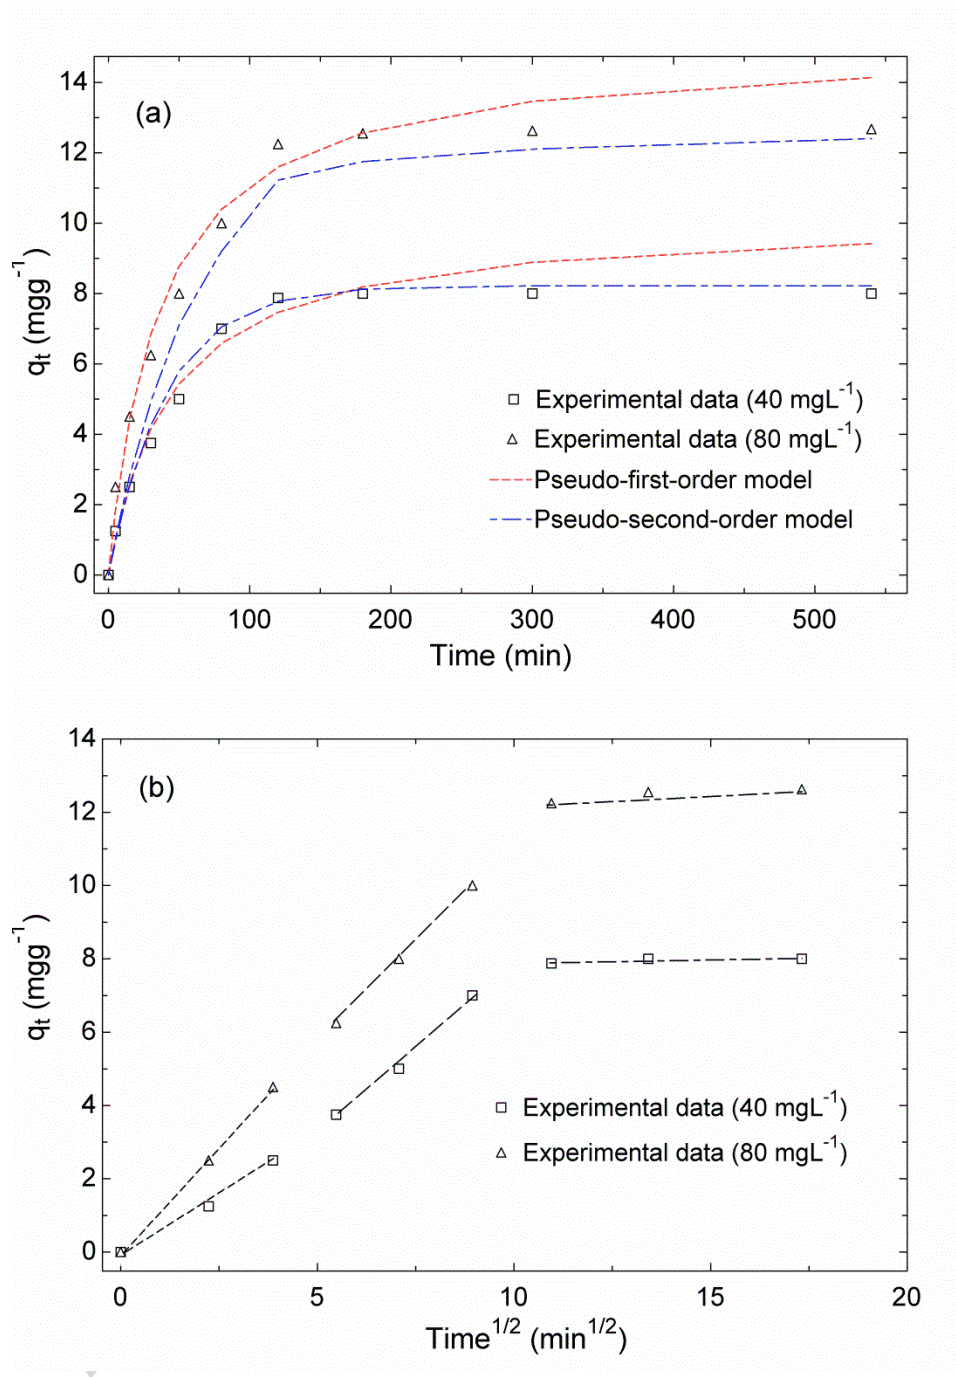 (a)
14
12
10
8
6
4
2
0
qt (mgg-1)
Experimental data (40 mgL-1)
Experimental data (80 mgL-1)
Pseudo-first-order model
Pseudo-second-order model
0 100 200 300 400 500
Time (min)
(b)
14
12
10
8
6
4
2
0
qt (mgg-1)
Experimental data (40 mgL-1)
Experimental data (80 mgL-1)
0 5 10 15 20
Time1/2 (min1/2)